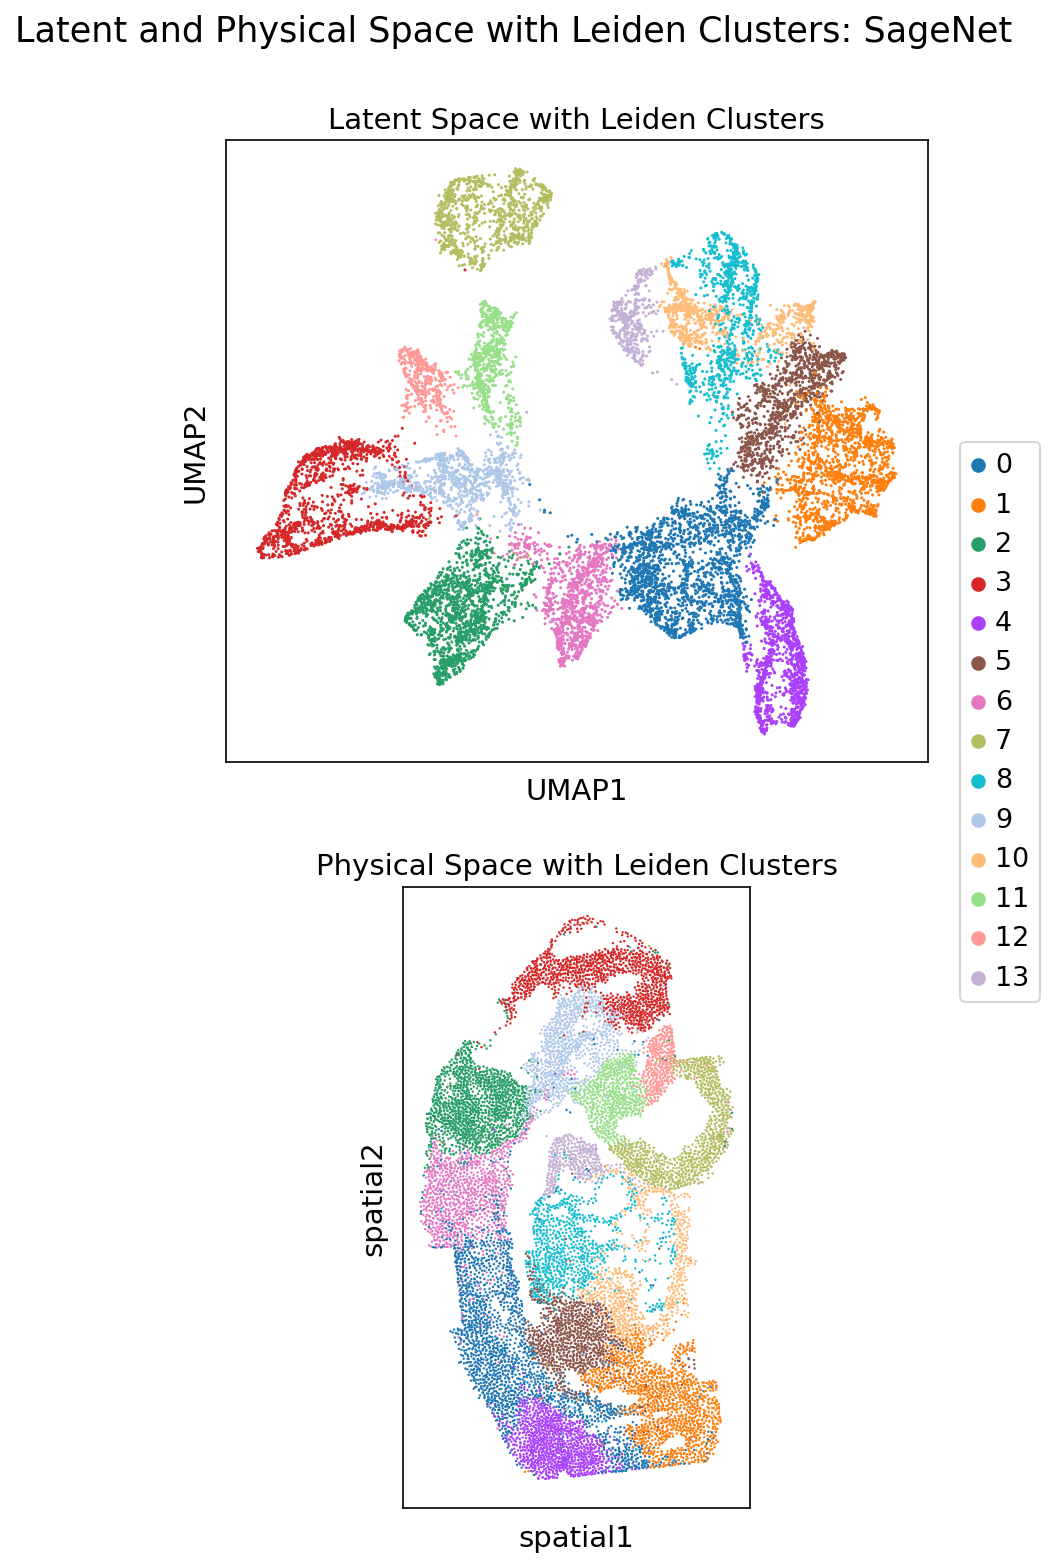 Latent and Physical Space with Leiden Clusters: SageNet
Latent Space with Leiden Clusters
UMAP2
UMAP1
0
1
2
3
4
5
6
7
8
9
10
11
12
13
Physical Space with Leiden Clusters
spatial2
spatial1